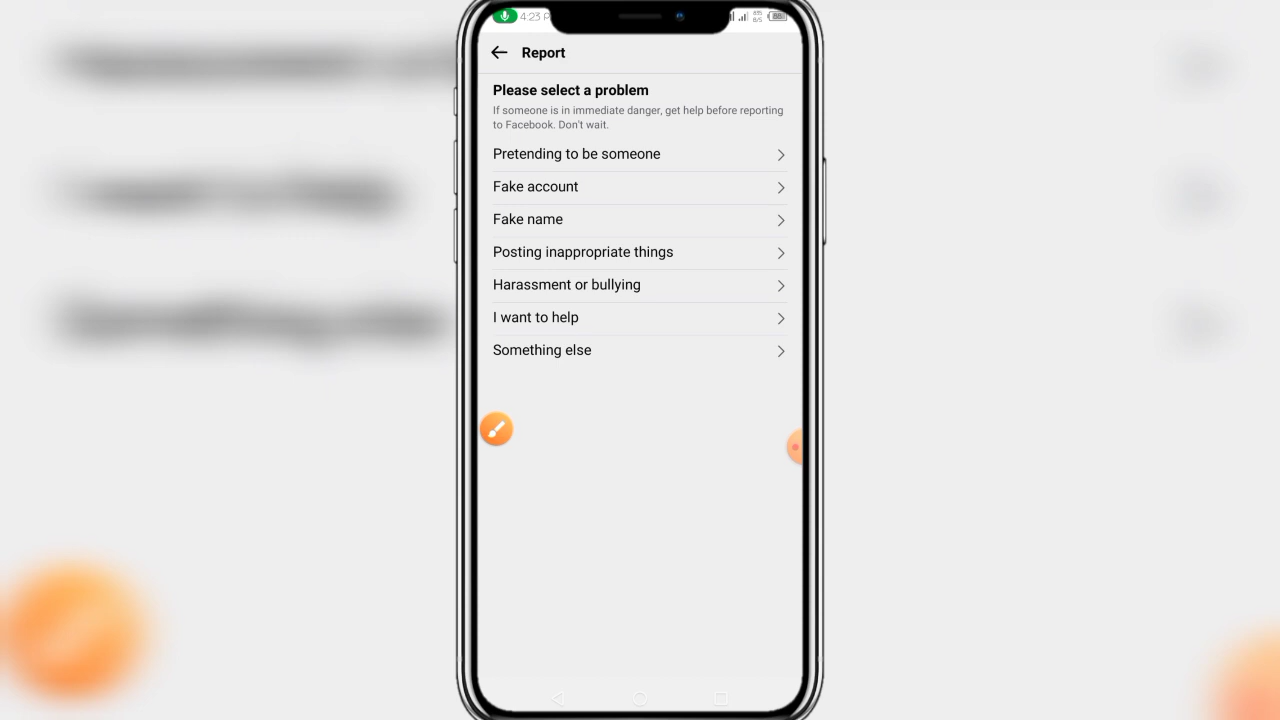 4:23 P
Report
Please select a problem
If someone is in immediate danger, get help before reporting
to Facebook. Don't wait.
Pretending to be someone
Fake account
Fake name
Posting inappropriate things
Harassment or bullying
I want to help
Something else